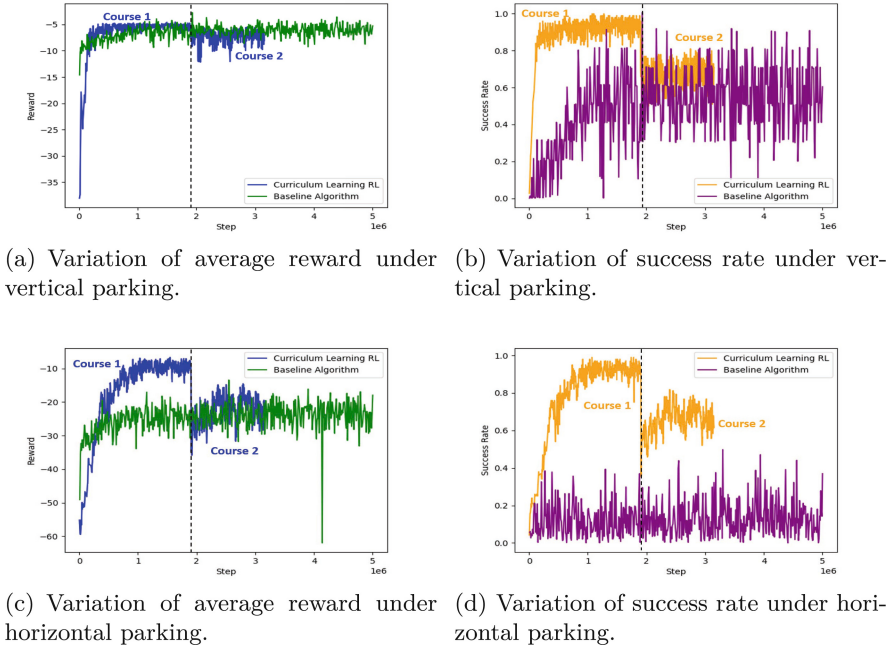 Course 1
−5
−10
−15
−20
−25
−30
−35
Reward
Course 2
Curriculum Learning RL
Baseline Algorithm
0 1 2 3 4 5
Step
1e6
(a) Variation of average reward under
vertical parking.
Course 1
1.0
0.8
0.6
0.4
0.2
0.0
Success Rate
Course 2
Curriculum Learning RL
Baseline Algorithm
0 1 2 3 4 5
Step
1e6
(b) Variation of success rate under ver-
tical parking.
Course 1
−10
−20
−30
−40
−50
−60
Reward
Curriculum Learning RL
Baseline Algorithm
Course 2
0 1 2 3 4 5
Step
1e6
(c) Variation of average reward under
horizontal parking.
1.0
0.8
0.6
0.4
0.2
0.0
Success Rate
Curriculum Learning RL
Baseline Algorithm
Course 1
Course 2
0 1 2 3 4 5
Step
1e6
(d) Variation of success rate under hori-
zontal parking.